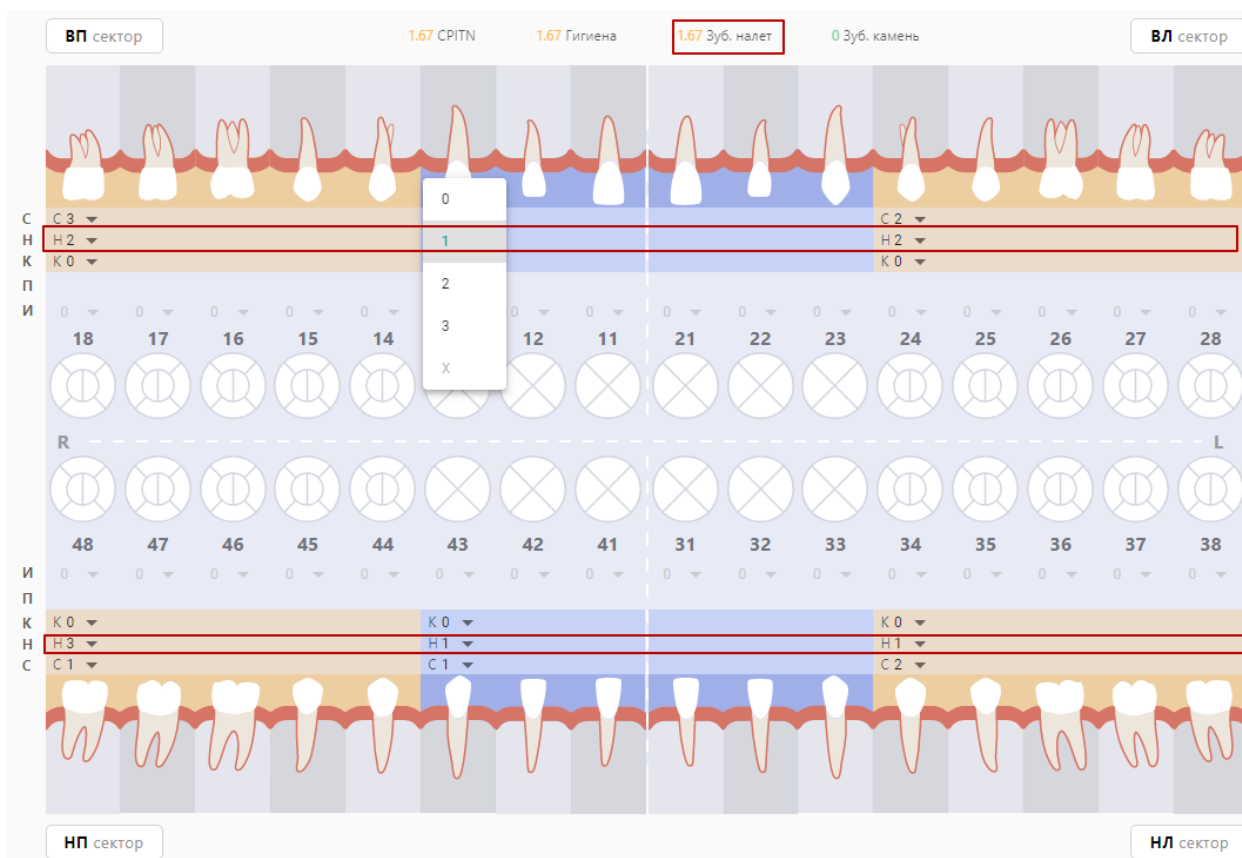 ВП сектор 1.67 CPITN 1.67 Гигиена 1.67 Зуб. налет 0 Зуб. камень ВЛ сектор
С С 3 С 2
Н Н 2 Н 2
К К 0 К 0
П
И 0 0 0 0 0 0 0 0 0 0 0 0 0 0 0
0
1
2
3
X
18 17 16 15 14 12 11 21 22 23 24 25 26 27 28
R L
48 47 46 45 44 43 42 41 31 32 33 34 35 36 37 38
И 0 0 0 0 0 0 0 0 0 0 0 0 0 0 0 0
П
К К 0 К 0 К 0
Н Н 3 Н 1 Н 1
С С 1 С 1 С 2
НП сектор НЛ сектор